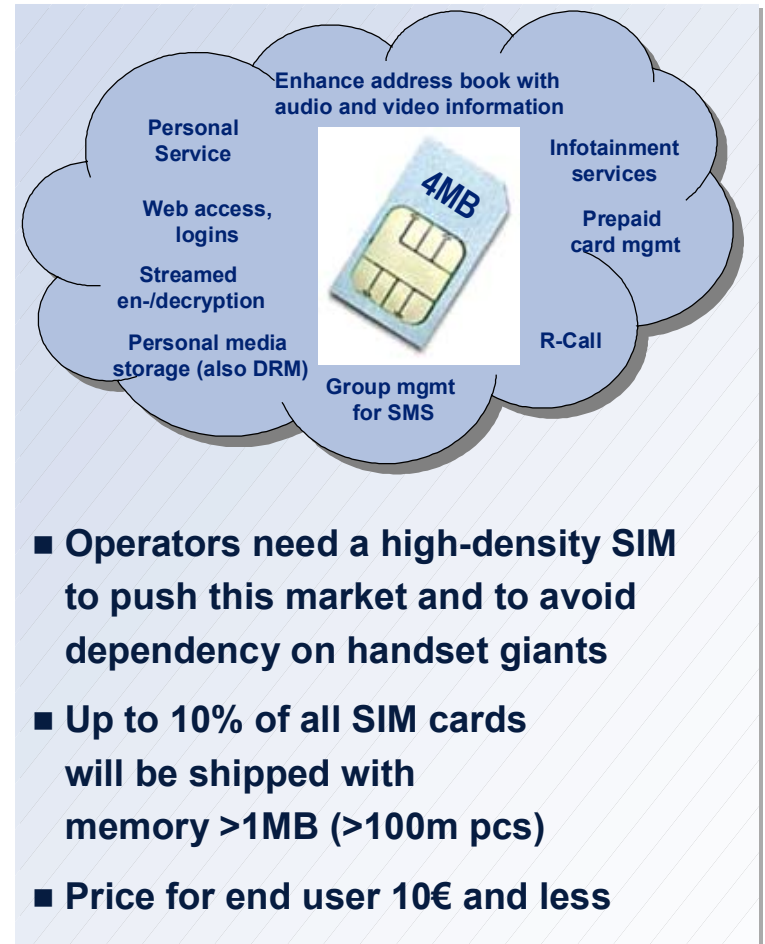 Enhance address book with
audio and video information
Personal
Service
Infotainment
services
4MB
Web access,
logins
Prepaid
card mgmt
Streamed
en-/decryption
R-Call
Personal media
storage (also DRM)
Group mgmt
for SMS
■ Operators need a high-density SIM
to push this market and to avoid
dependency on handset giants
■ Up to 10% of all SIM cards
will be shipped with
memory >1MB (>100m pcs)
■ Price for end user 10€ and less